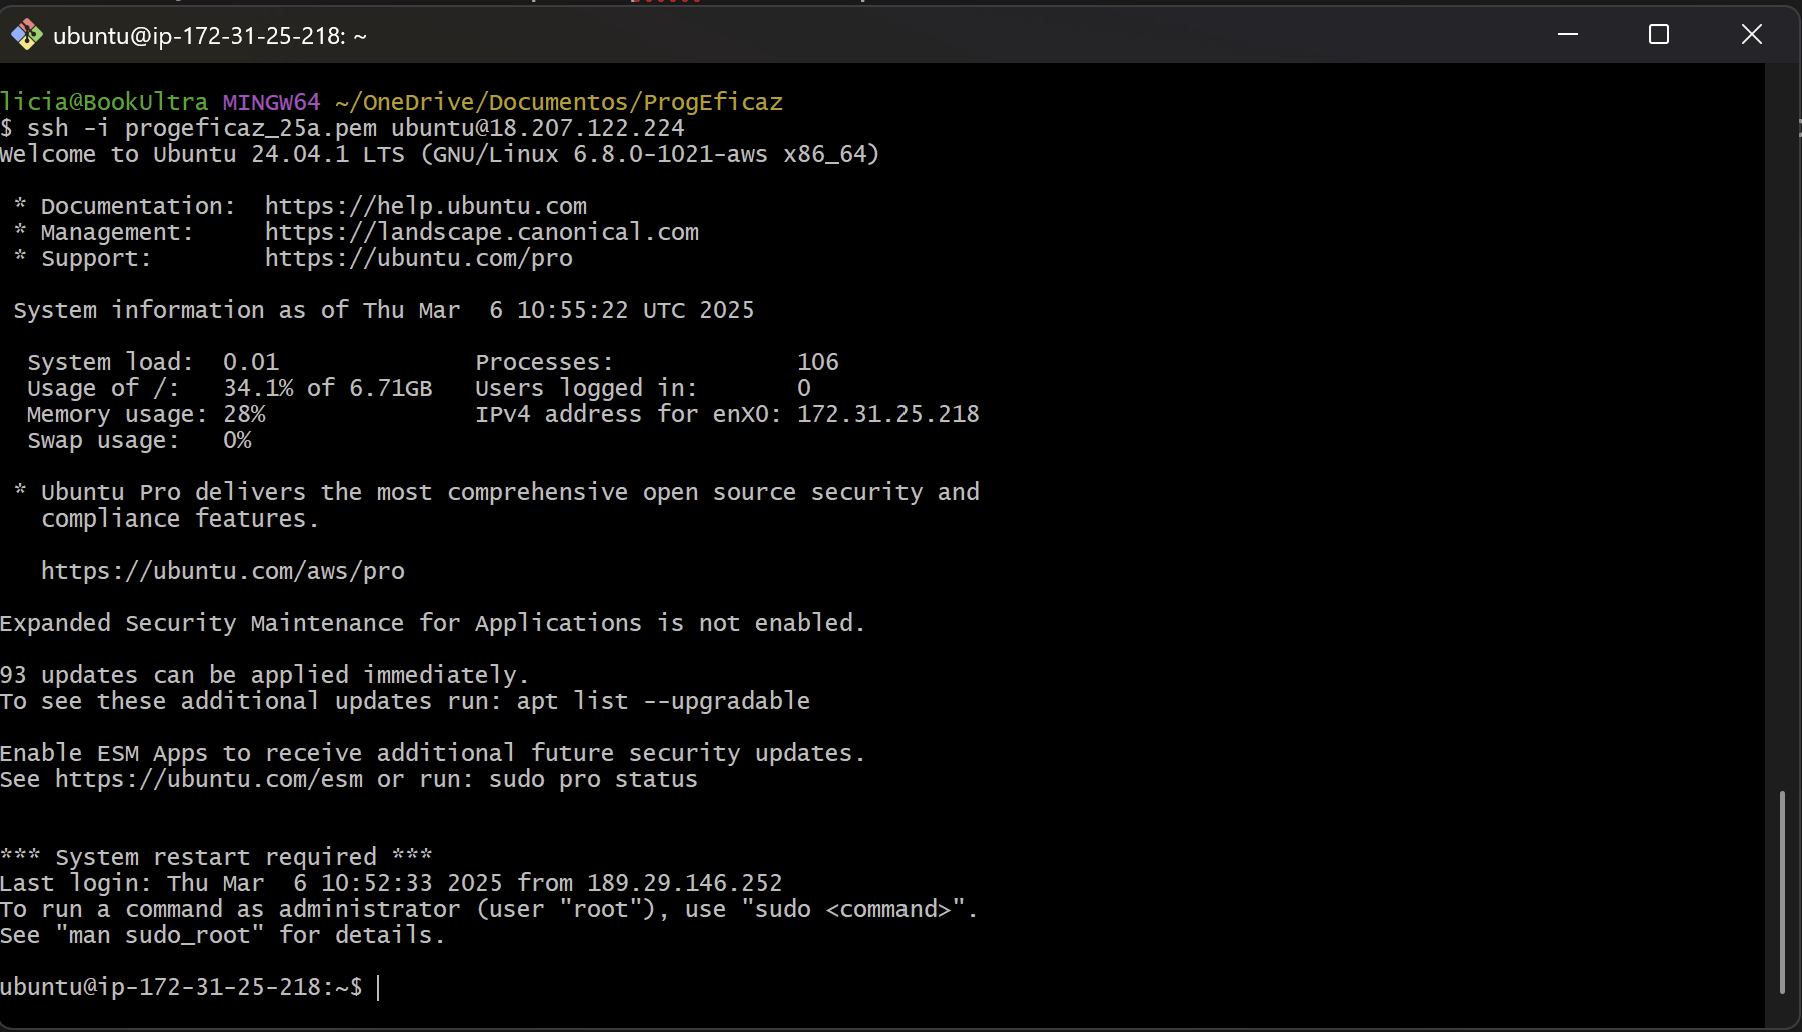 ubuntu@ip-172-31-25-218: ~
licia@BookUltra MINGW64 ~/OneDrive/Documentos/ProgEficaz
$ ssh -i progeficaz_25a.pem ubuntu@18.207.122.224
Welcome to Ubuntu 24.04.1 LTS (GNU/Linux 6.8.0-1021-aws x86_64)
* Documentation:  https://help.ubuntu.com
* Management:     https://landscape.canonical.com
* Support:        https://ubuntu.com/pro
System information as of Thu Mar  6 10:55:22 UTC 2025
System load:  0.01              Processes:             106
Usage of /:   34.1% of 6.71GB   Users logged in:       0
Memory usage: 28%               IPv4 address for enX0: 172.31.25.218
Swap usage:   0%
* Ubuntu Pro delivers the most comprehensive open source security and
compliance features.
https://ubuntu.com/aws/pro
Expanded Security Maintenance for Applications is not enabled.
93 updates can be applied immediately.
To see these additional updates run: apt list --upgradable
Enable ESM Apps to receive additional future security updates.
See https://ubuntu.com/esm or run: sudo pro status
*** System restart required ***
Last login: Thu Mar  6 10:52:33 2025 from 189.29.146.252
To run a command as administrator (user "root"), use "sudo <command>".
See "man sudo_root" for details.
ubuntu@ip-172-31-25-218:~$